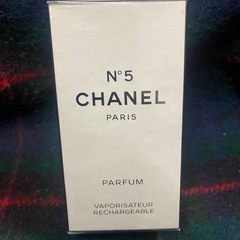 N°5
CHANEL
PARIS
PARFUM
VAPORISATEUR
RECHARGEABLE